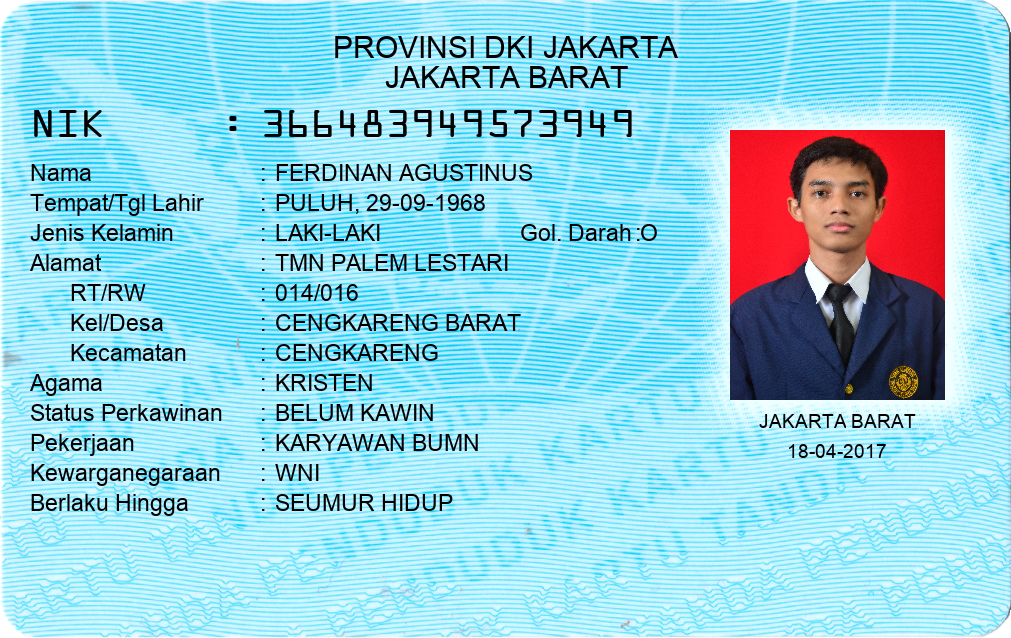 PROVINSI DKI JAKARTA
JAKARTA BARAT
NIK : 366483949573949
Nama : FERDINAN AGUSTINUS
Tempat/Tgl Lahir : PULUH, 29-09-1968
Jenis Kelamin : LAKI-LAKI Gol. Darah :O
Alamat : TMN PALEM LESTARI
RT/RW : 014/016
Kel/Desa : CENGKARENG BARAT
Kecamatan : CENGKARENG
Agama : KRISTEN
Status Perkawinan : BELUM KAWIN
Pekerjaan : KARYAWAN BUMN
Kewarganegaraan : WNI
Berlaku Hingga : SEUMUR HIDUP
JAKARTA BARAT
18-04-2017